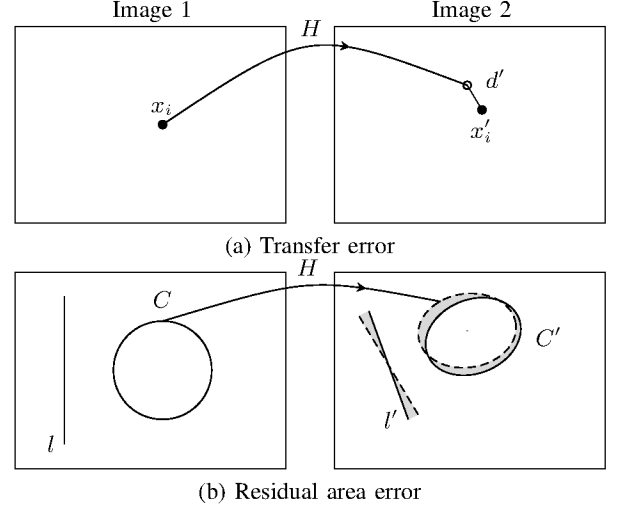 Image 1 Image 2
H
x_i
d′
x′_i
(a) Transfer error
H
C
C′
l
l′
(b) Residual area error